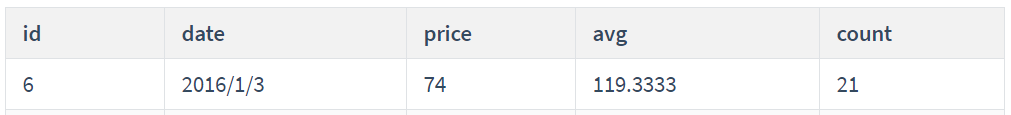 id date price avg count
6 2016/1/3 74 119.3333 21